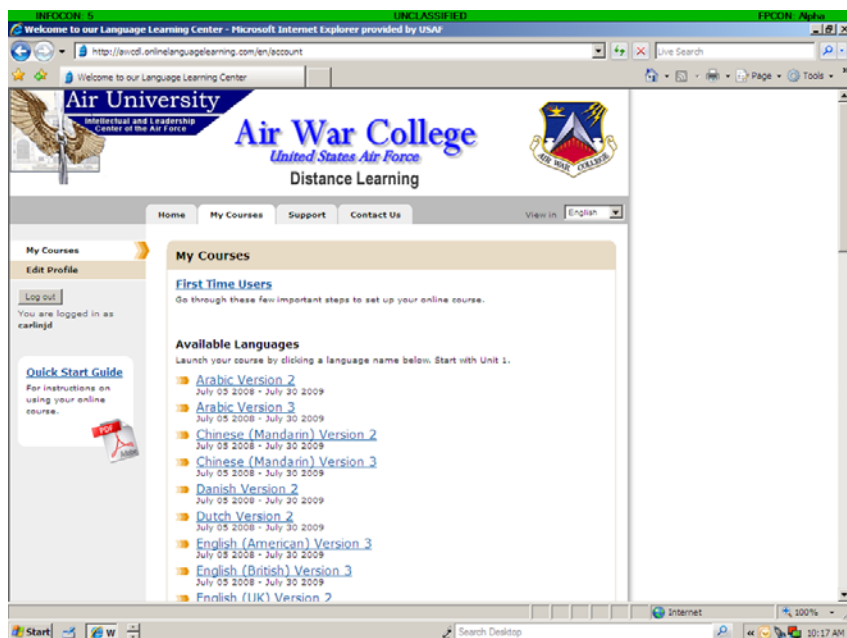 INFOCON: 5 UNCLASSIFIED FPCON: Alpha
Welcome to our Language Learning Center - Microsoft Internet Explorer provided by USAF
http://awcdl.onlinelanguagelearning.com/en/account Live Search
Welcome to our Language Learning Center Page Tools
Air University
Intellectual and Leadership
Center of the Air Force
Air War College
United States Air Force
Distance Learning
AIR WAR COLLEGE
Home My Courses Support Contact Us View in English
My Courses
Edit Profile
Log out
You are logged in as
carlinjd
Quick Start Guide
For instructions on
using your online
course.
PDF
Adobe
My Courses
First Time Users
Go through these few important steps to set up your online course.
Available Languages
Launch your course by clicking a language name below. Start with Unit 1.
Arabic Version 2
July 05 2008 - July 30 2009
Arabic Version 3
July 05 2008 - July 30 2009
Chinese (Mandarin) Version 2
July 05 2008 - July 30 2009
Chinese (Mandarin) Version 3
July 05 2008 - July 30 2009
Danish Version 2
July 05 2008 - July 30 2009
Dutch Version 2
July 05 2008 - July 30 2009
English (American) Version 3
July 05 2008 - July 30 2009
English (British) Version 3
July 05 2008 - July 30 2009
English (UK) Version 2
Internet 100%
Start W Search Desktop 10:17 AM